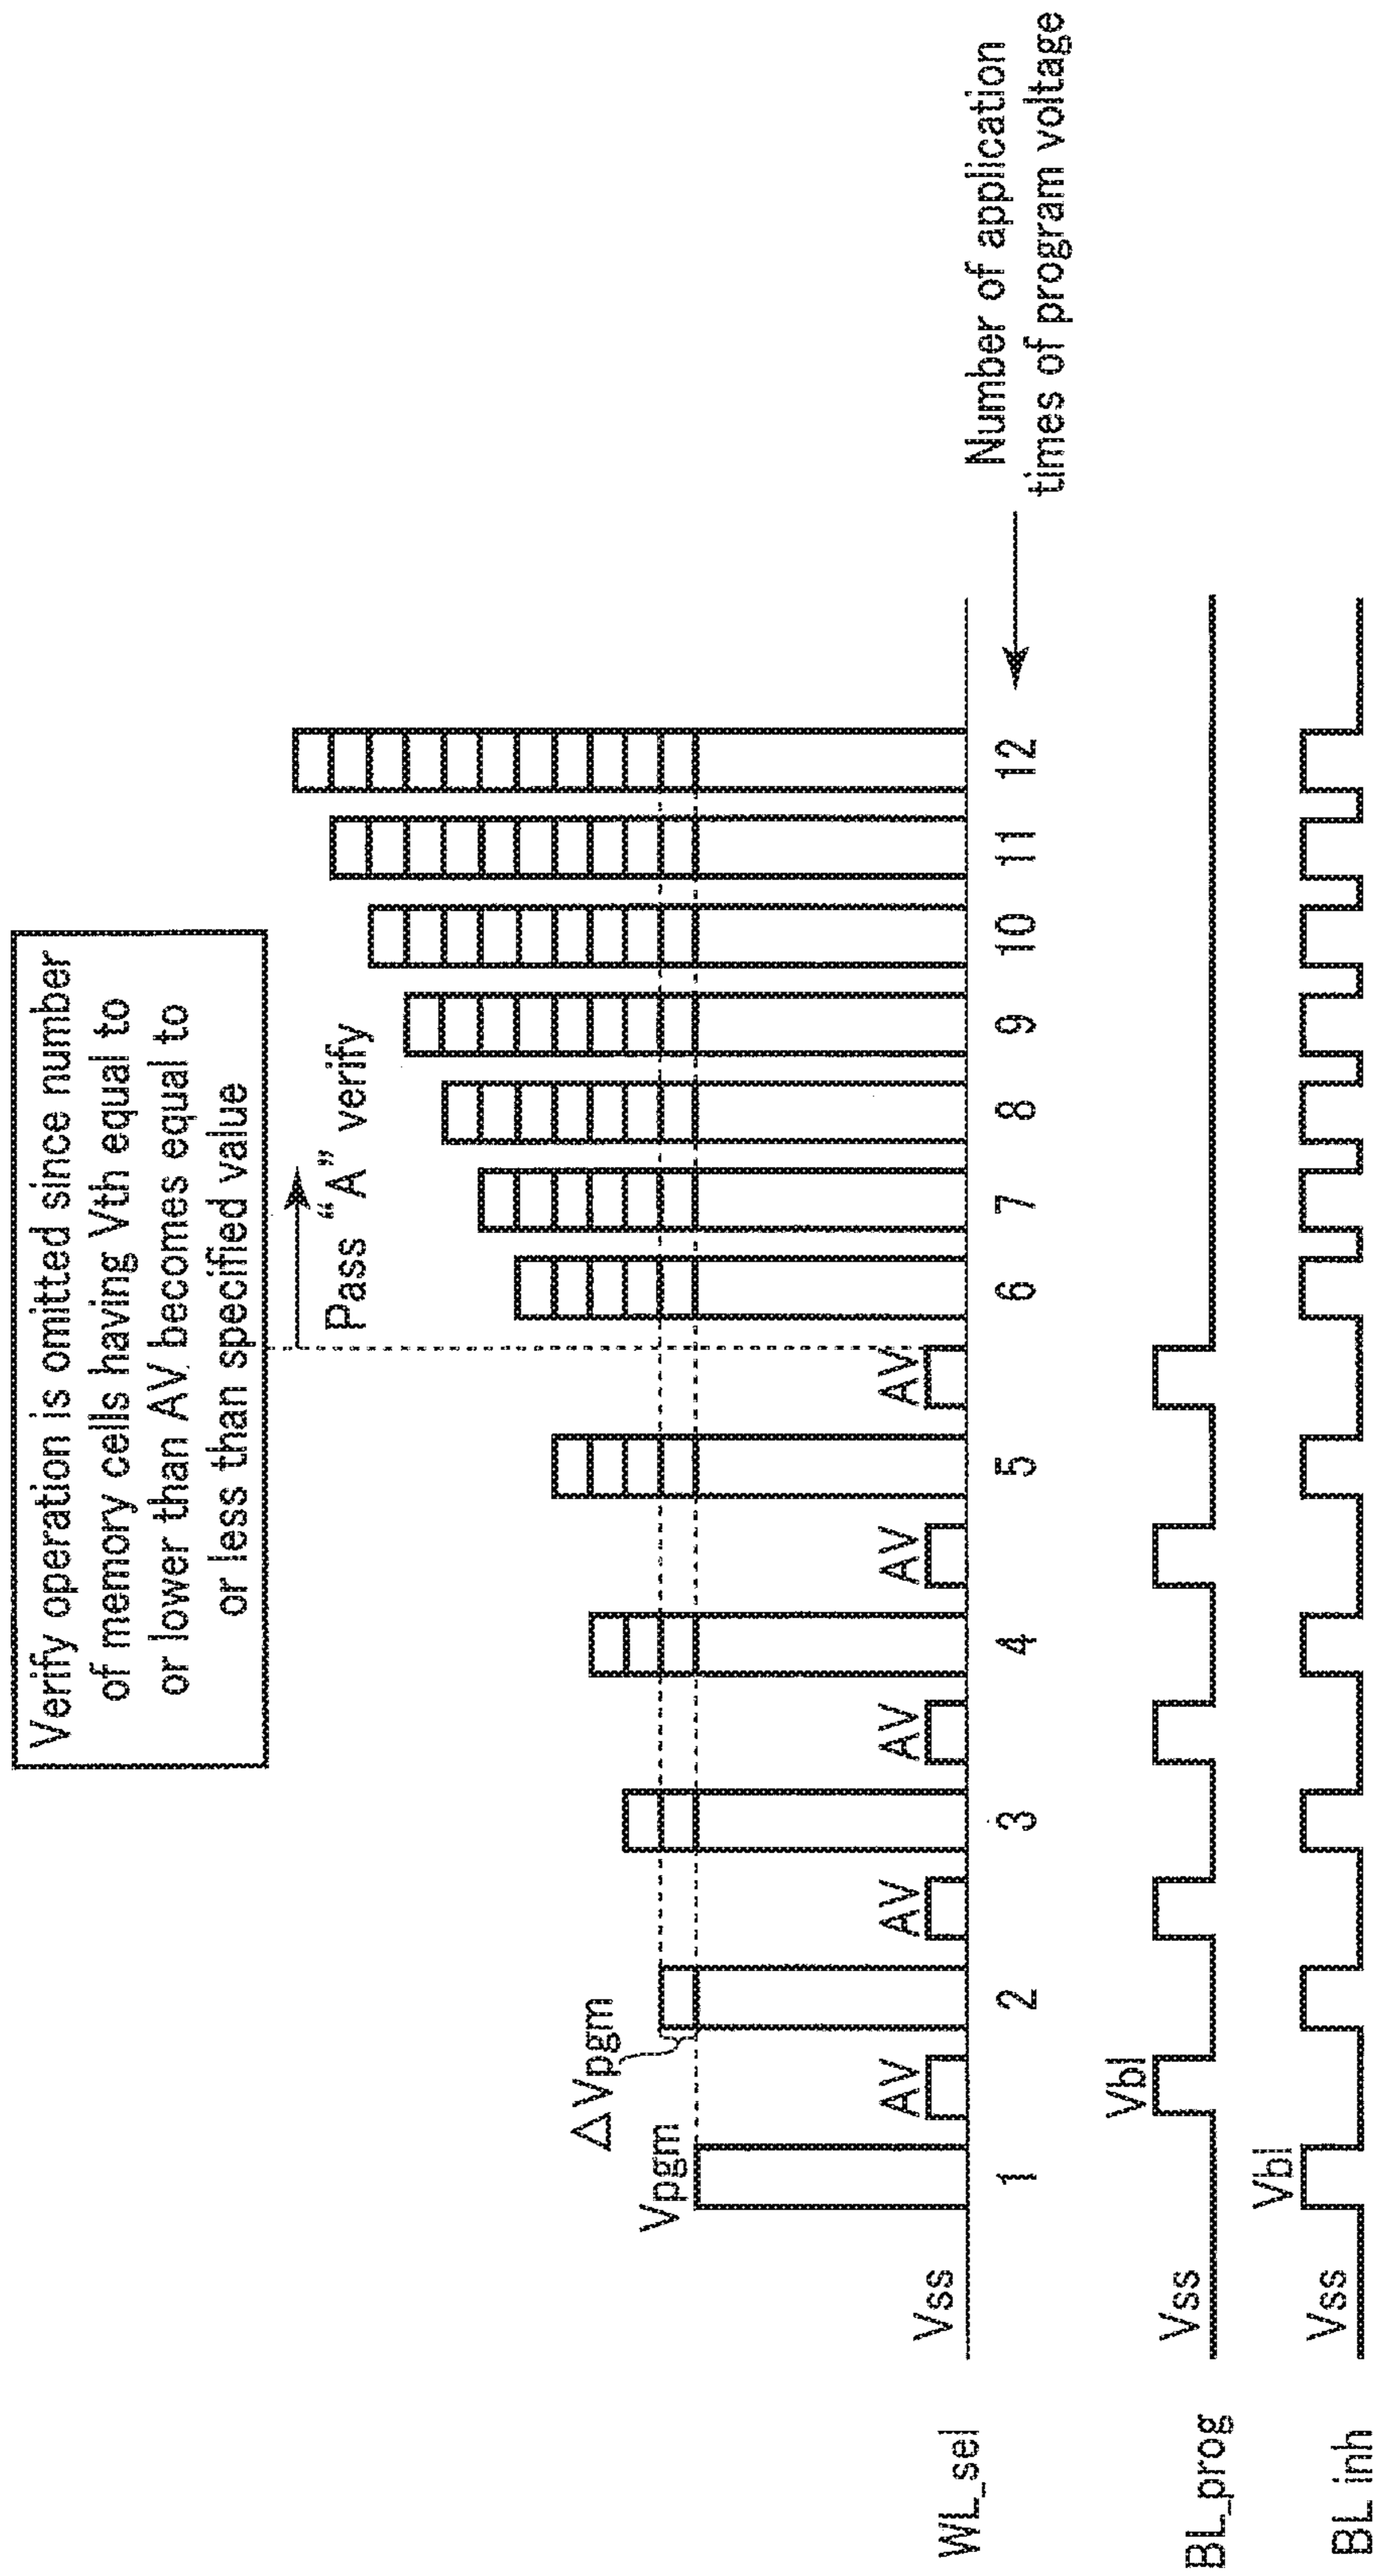 Verify operation is omitted since number
of memory cells having Vth equal to
or lower than AV becomes equal to
or less than specified value
Pass “A” verify
△Vpgm
Vpgm
AV
AV
AV
AV
AV
WL_sel
Vss
1
2
3
4
5
6
7
8
9
10
11
12
Number of application
times of program voltage
BL_prog
Vss
Vbl
BL_inh
Vss
Vbl